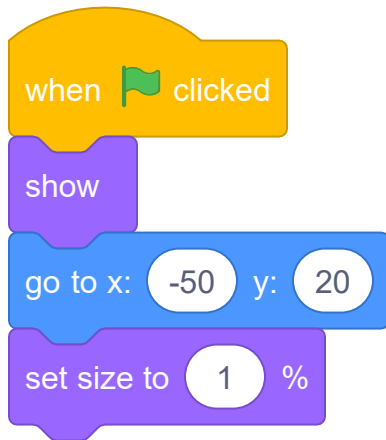 when clicked
show
go to x: -50 y: 20
set size to 1 %